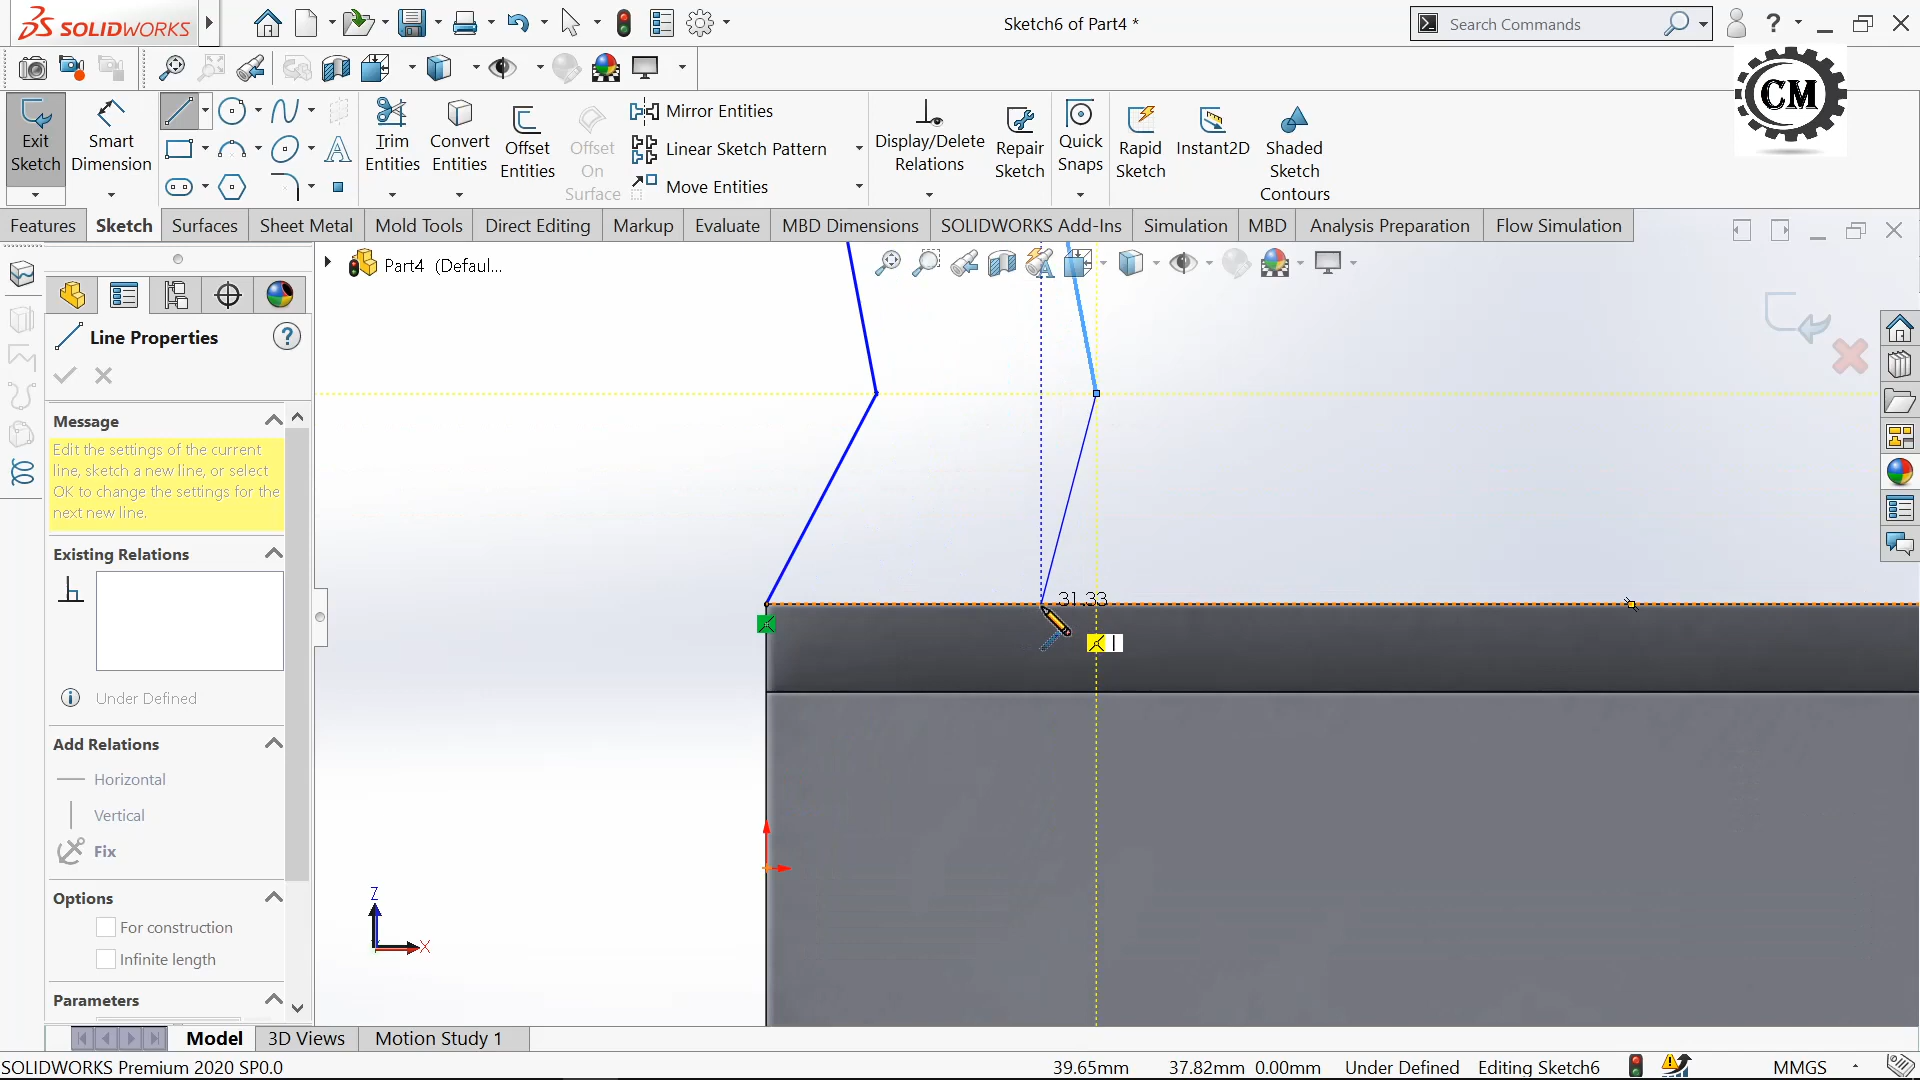 SOLIDWORKS
Sketch6 of Part4 *
Search Commands
?
CM
Exit Sketch
Smart Dimension
Trim Entities
Convert Entities
Offset Entities
Offset On Surface
Mirror Entities
Linear Sketch Pattern
Move Entities
Display/Delete Relations
Repair Sketch
Quick Snaps
Rapid Sketch
Instant2D
Shaded Sketch Contours
Features
Sketch
Surfaces
Sheet Metal
Mold Tools
Direct Editing
Markup
Evaluate
MBD Dimensions
SOLIDWORKS Add-Ins
Simulation
MBD
Analysis Preparation
Flow Simulation
Part4 (Defaul...
Line Properties
?
Message
Edit the settings of the current
line, sketch a new line, or select
OK to change the settings for the
next new line.
Existing Relations
Under Defined
Add Relations
Horizontal
Vertical
Fix
Options
For construction
Infinite length
Parameters
31.33
Z
X
Model
3D Views
Motion Study 1
SOLIDWORKS Premium 2020 SP0.0
39.65mm
37.82mm
0.00mm
Under Defined
Editing Sketch6
MMGS